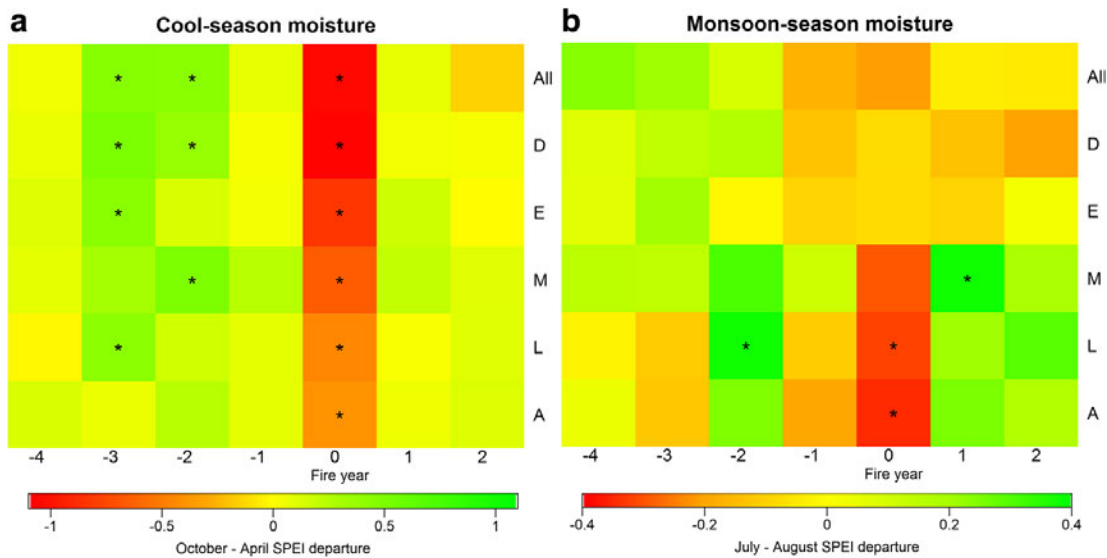 a Cool-season moisture
* * * All
* * * D
* * E
* * M
* * L
* A
-4 -3 -2 -1 0 1 2
Fire year
-1 -0.5 0 0.5 1
October - April SPEI departure
b Monsoon-season moisture
All
D
E
* M
* * L
* A
-4 -3 -2 -1 0 1 2
Fire year
-0.4 -0.2 0 0.2 0.4
July - August SPEI departure